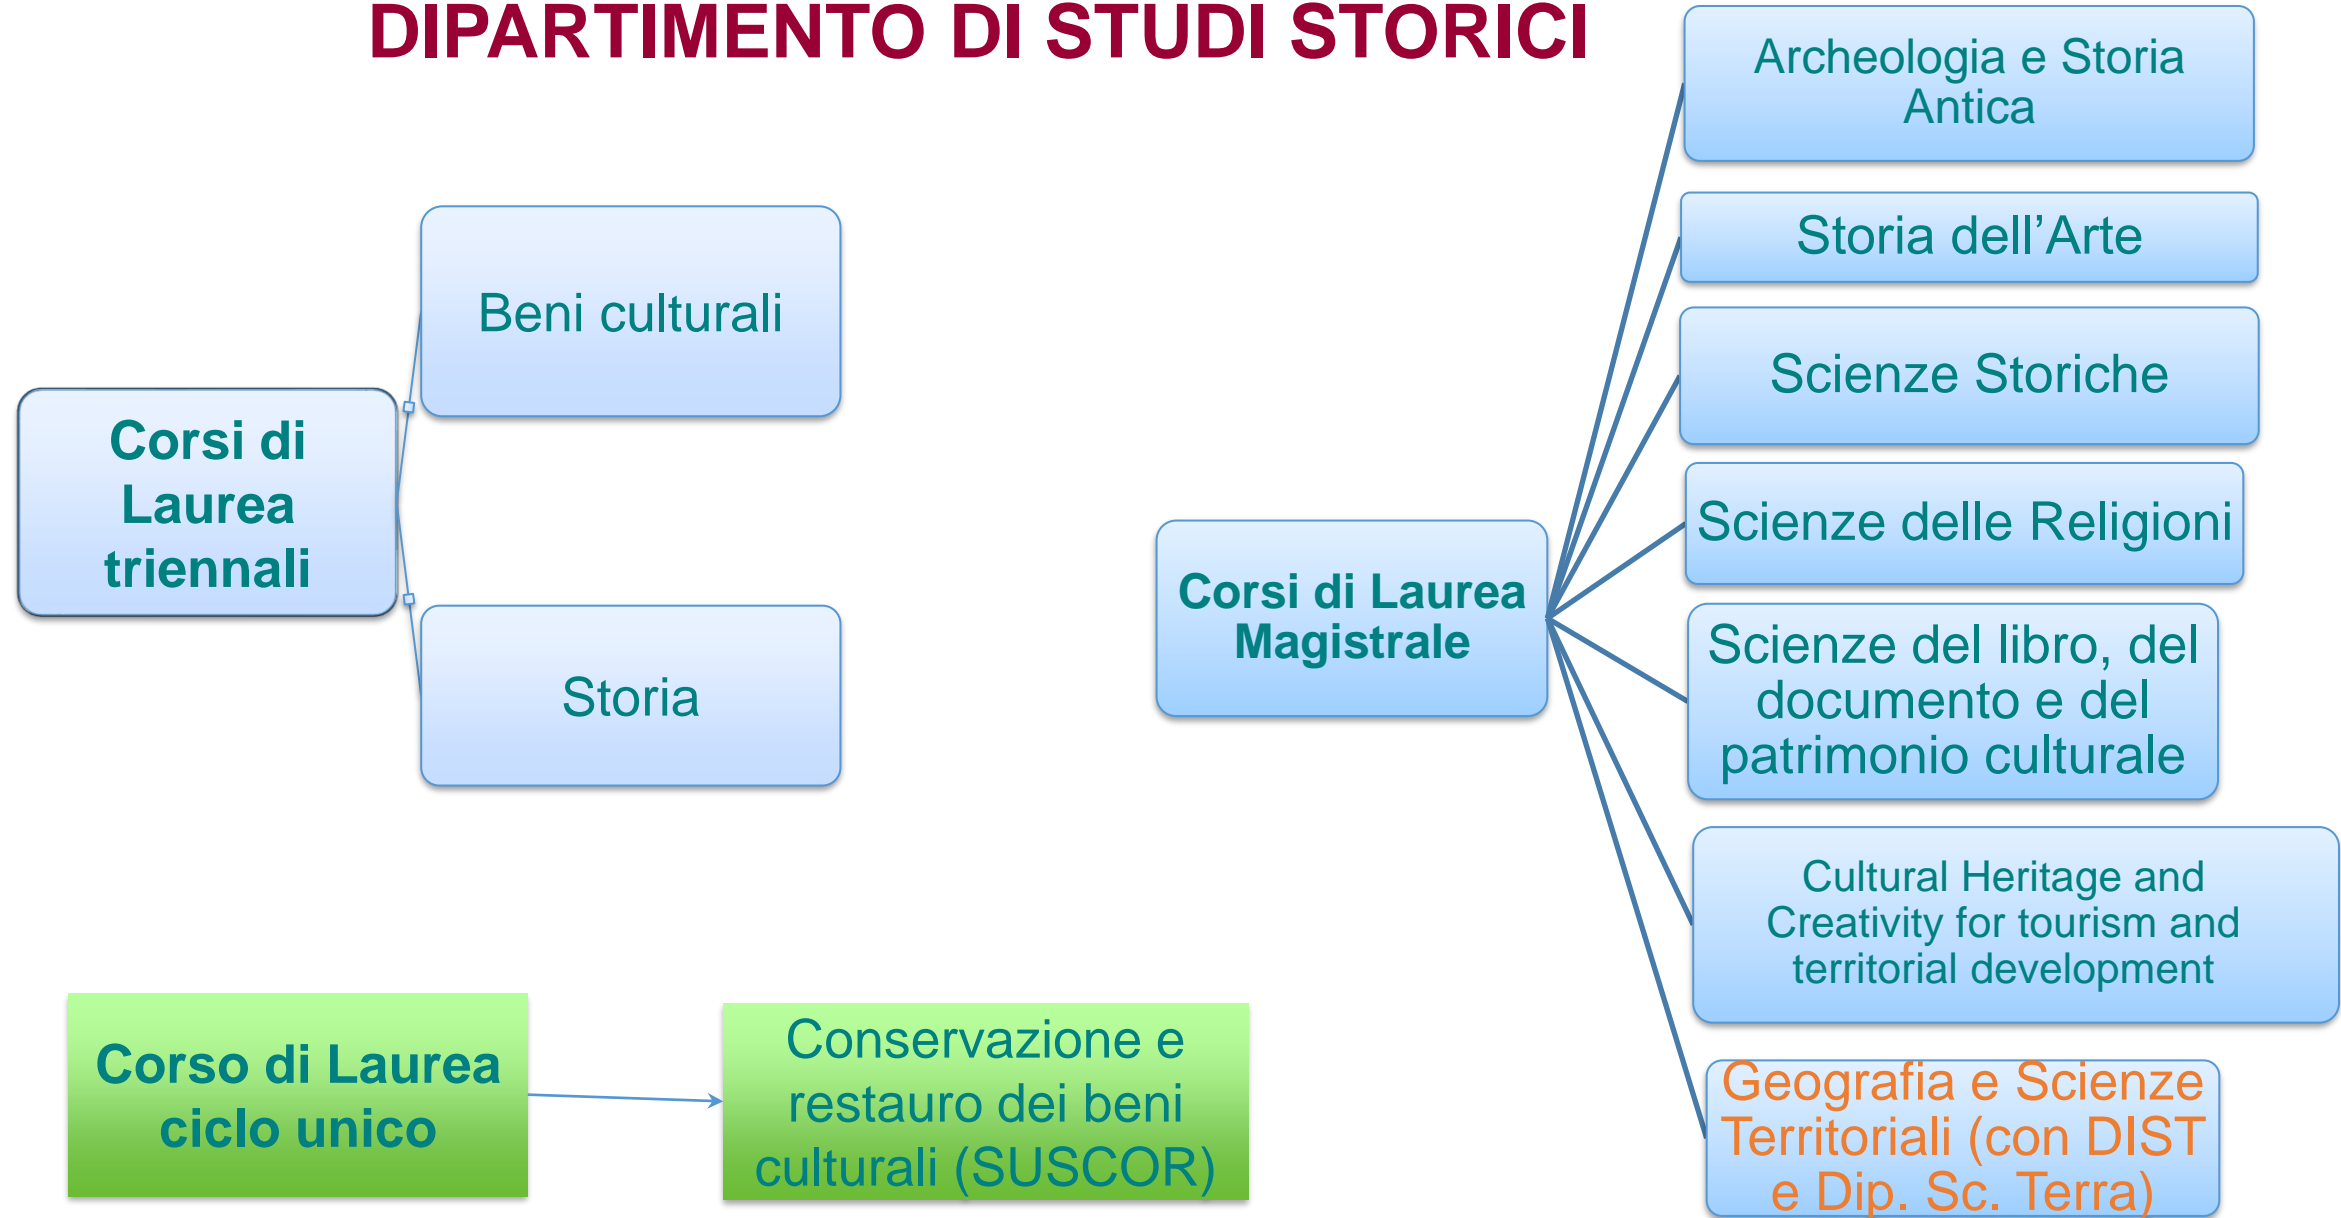 DIPARTIMENTO DI STUDI STORICI
Corsi di
Laurea
triennali
Beni culturali
Storia
Corso di Laurea
ciclo unico
Conservazione e
restauro dei beni
culturali (SUSCOR)
Corsi di Laurea
Magistrale
Archeologia e Storia
Antica
Storia dell’Arte
Scienze Storiche
Scienze delle Religioni
Scienze del libro, del
documento e del
patrimonio culturale
Cultural Heritage and
Creativity for tourism and
territorial development
Geografia e Scienze
Territoriali (con DIST
e Dip. Sc. Terra)